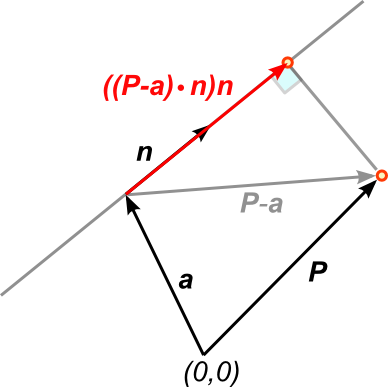 ((P-a)•n)n
n
P-a
a
P
(0,0)